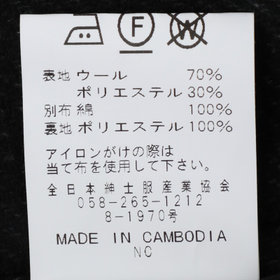 F
表地 ウール 70%
ポリエステル 30%
別布 綿 100%
裏地 ポリエステル 100%
アイロンがけの際は
当て布を使用して下さい。
全日本紳士服産業協会
058-265-1212
8-1970号
MADE IN CAMBODIA
NC